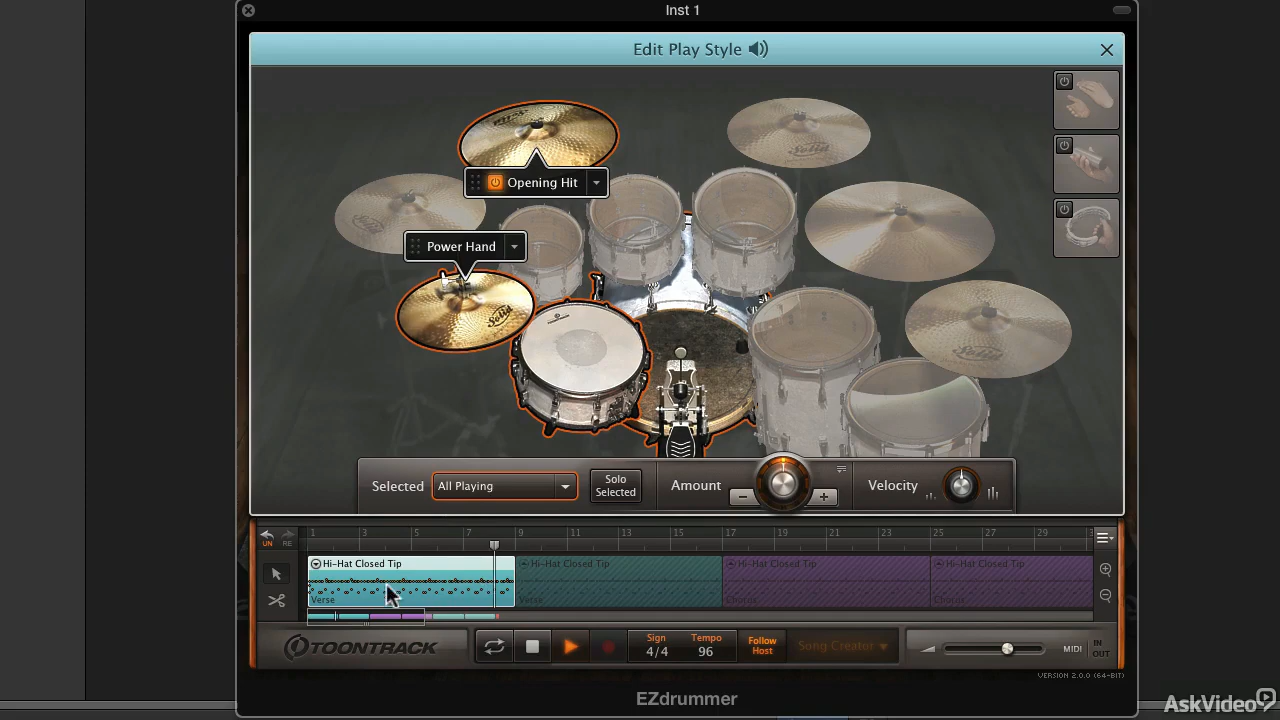 Inst 1
Edit Play Style
Opening Hit
Power Hand
Selected
All Playing
Solo
Selected
Amount
Velocity
UN
RE
1 3 5 7 9 11 13 15 17 19 21 23 25 27 29
Hi-Hat Closed Tip
Verse
Hi-Hat Closed Tip
Verse
Hi-Hat Closed Tip
Chorus
Hi-Hat Closed Tip
Chorus
TOONTRACK
Sign
4/4
Tempo
96
Follow
Host
Song Creator
MIDI
IN
OUT
VERSION 2.0.0 (64-BIT)
EZdrummer
AskVideo